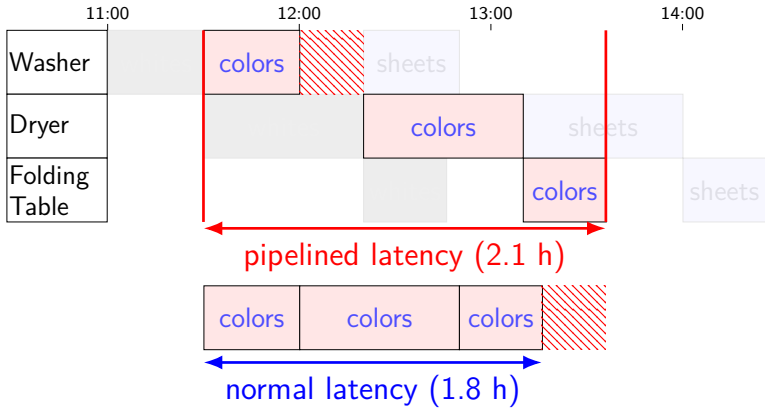 11:00 12:00 13:00 14:00
Washer colors sheets
Dryer colors sheets
Folding
Table colors sheets
pipelined latency (2.1 h)
colors colors colors
normal latency (1.8 h)